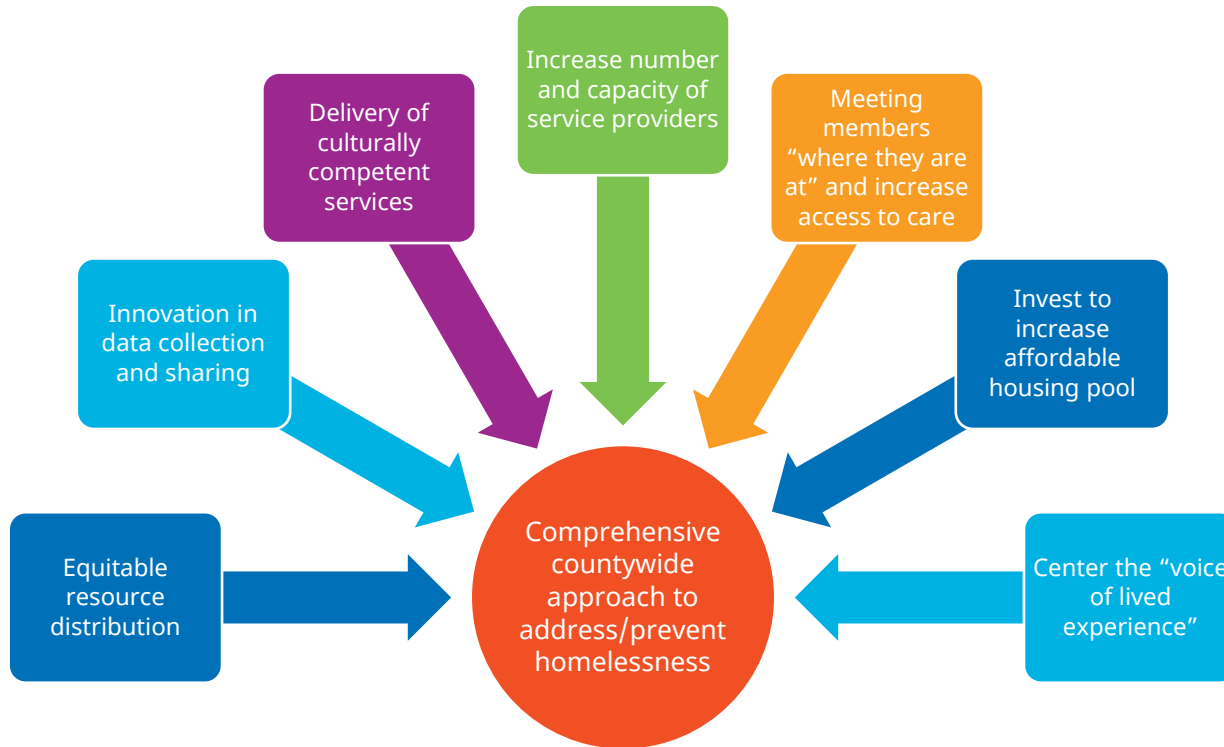 Increase number
and capacity of
service providers
Delivery of
culturally
competent
services
Meeting
members
“where they are
at” and increase
access to care
Innovation in
data collection
and sharing
Invest to
increase
affordable
housing pool
Equitable
resource
distribution
Comprehensive
countywide
approach to
address/prevent
homelessness
Center the “voice
of lived
experience”